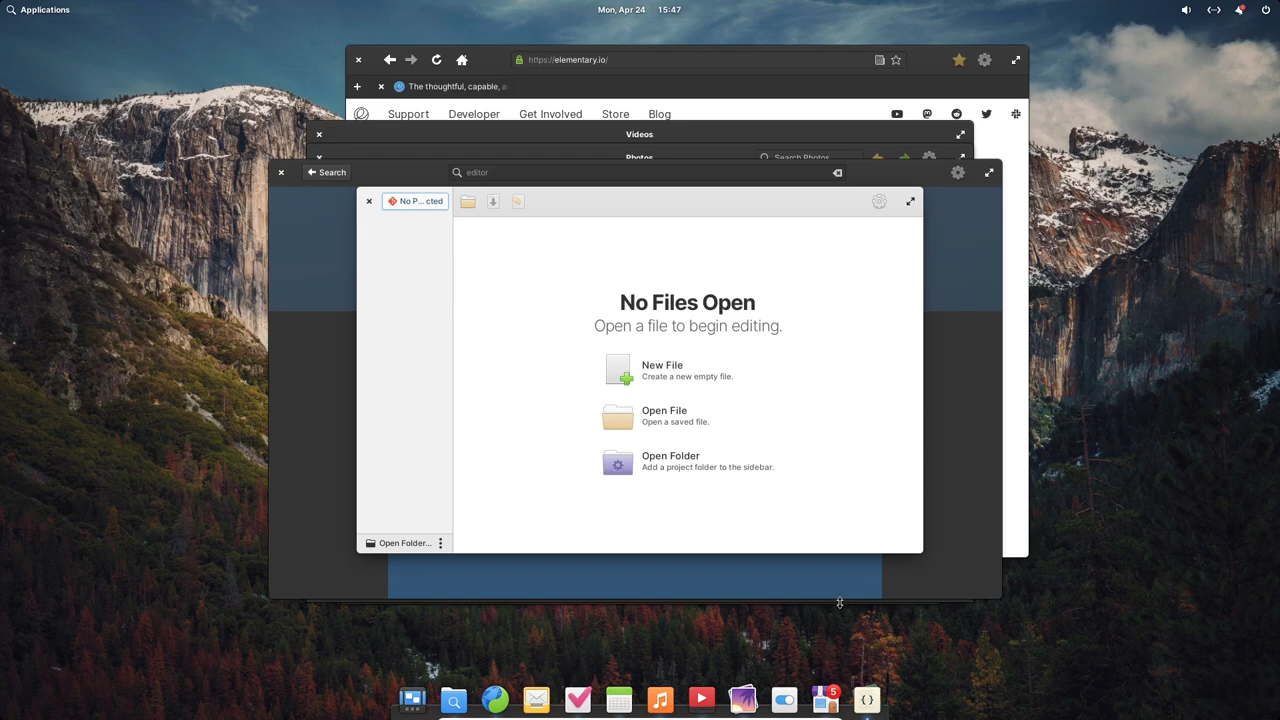 Applications
Mon, Apr 24 15:47
https://elementary.io/
The thoughtful, capable, a
Support Developer Get Involved Store Blog
Videos
Photos
Search Photos
Search
editor
No P... cted
No Files Open
Open a file to begin editing.
New File
Create a new empty file.
Open File
Open a saved file.
Open Folder
Add a project folder to the sidebar.
Open Folder...
5
{ }